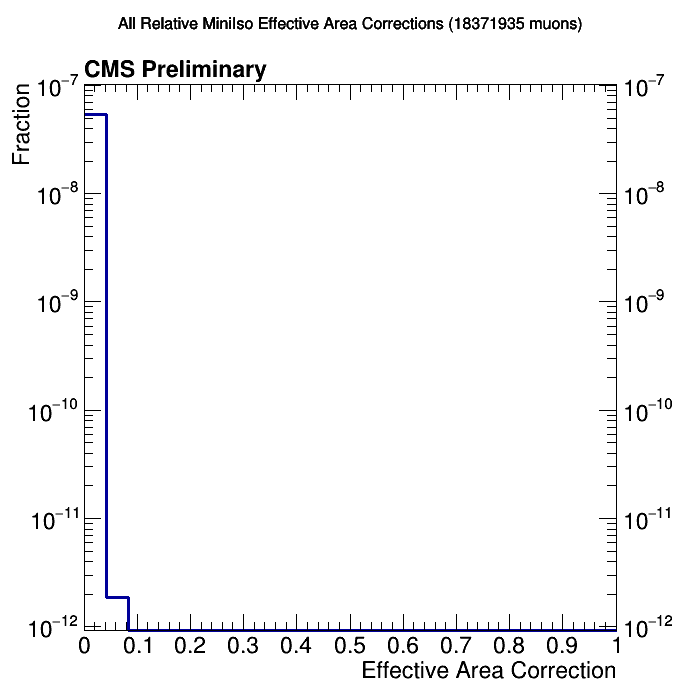 All Relative MiniIso Effective Area Corrections (18371935 muons)
CMS Preliminary
Fraction
10^−7
10^−8
10^−9
10^−10
10^−11
10^−12
10^−7
10^−8
10^−9
10^−10
10^−11
10^−12
0 0.1 0.2 0.3 0.4 0.5 0.6 0.7 0.8 0.9 1
Effective Area Correction